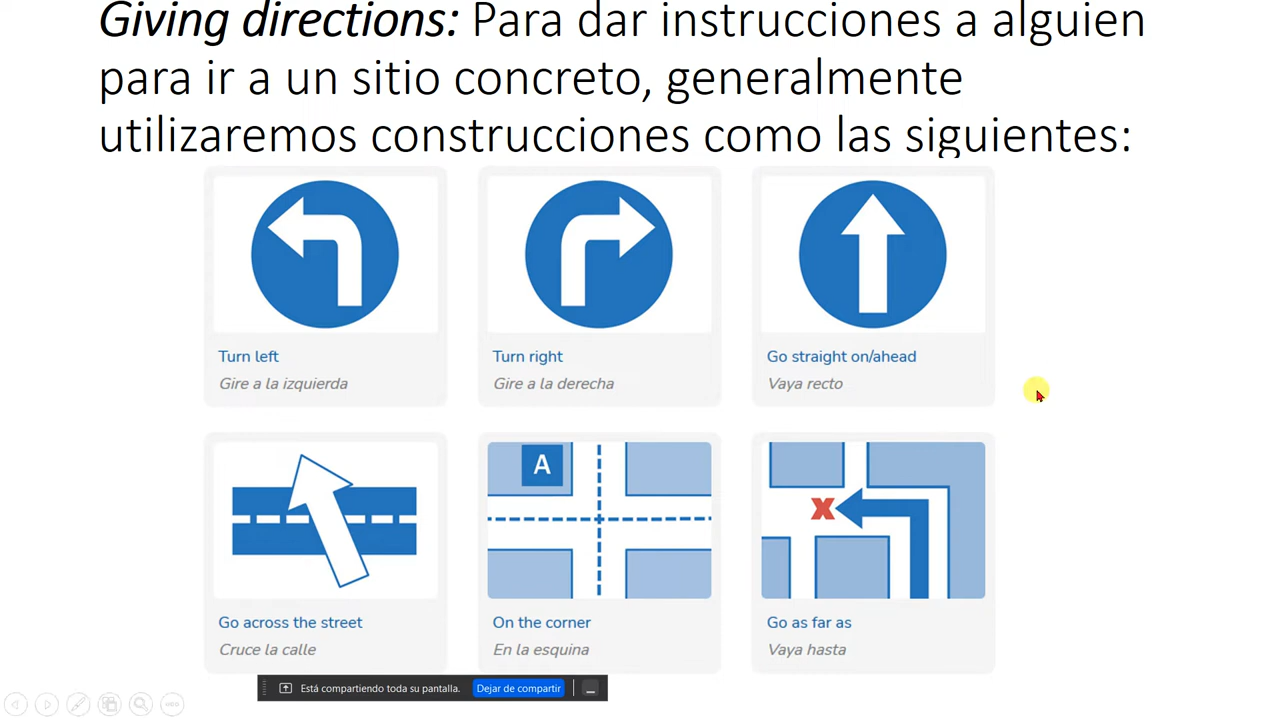 Giving directions: Para dar instrucciones a alguien
para ir a un sitio concreto, generalmente
utilizaremos construcciones como las siguientes:
Turn left
Gire a la izquierda
Turn right
Gire a la derecha
Go straight on/ahead
Vaya recto
A
X
Go across the street
Cruce la calle
On the corner
En la esquina
Go as far as
Vaya hasta
Está compartiendo toda su pantalla. Dejar de compartir